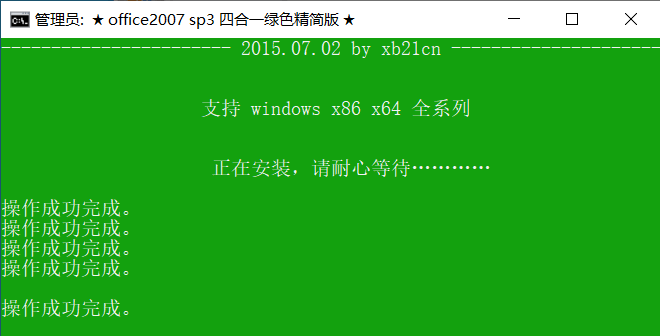 管理员: ★ office2007 sp3 四合一绿色精简版 ★
----------------------- 2015.07.02 by xb21cn ---------------------
支持 windows x86 x64 全系列
正在安装，请耐心等待…………
操作成功完成。
操作成功完成。
操作成功完成。
操作成功完成。
操作成功完成。